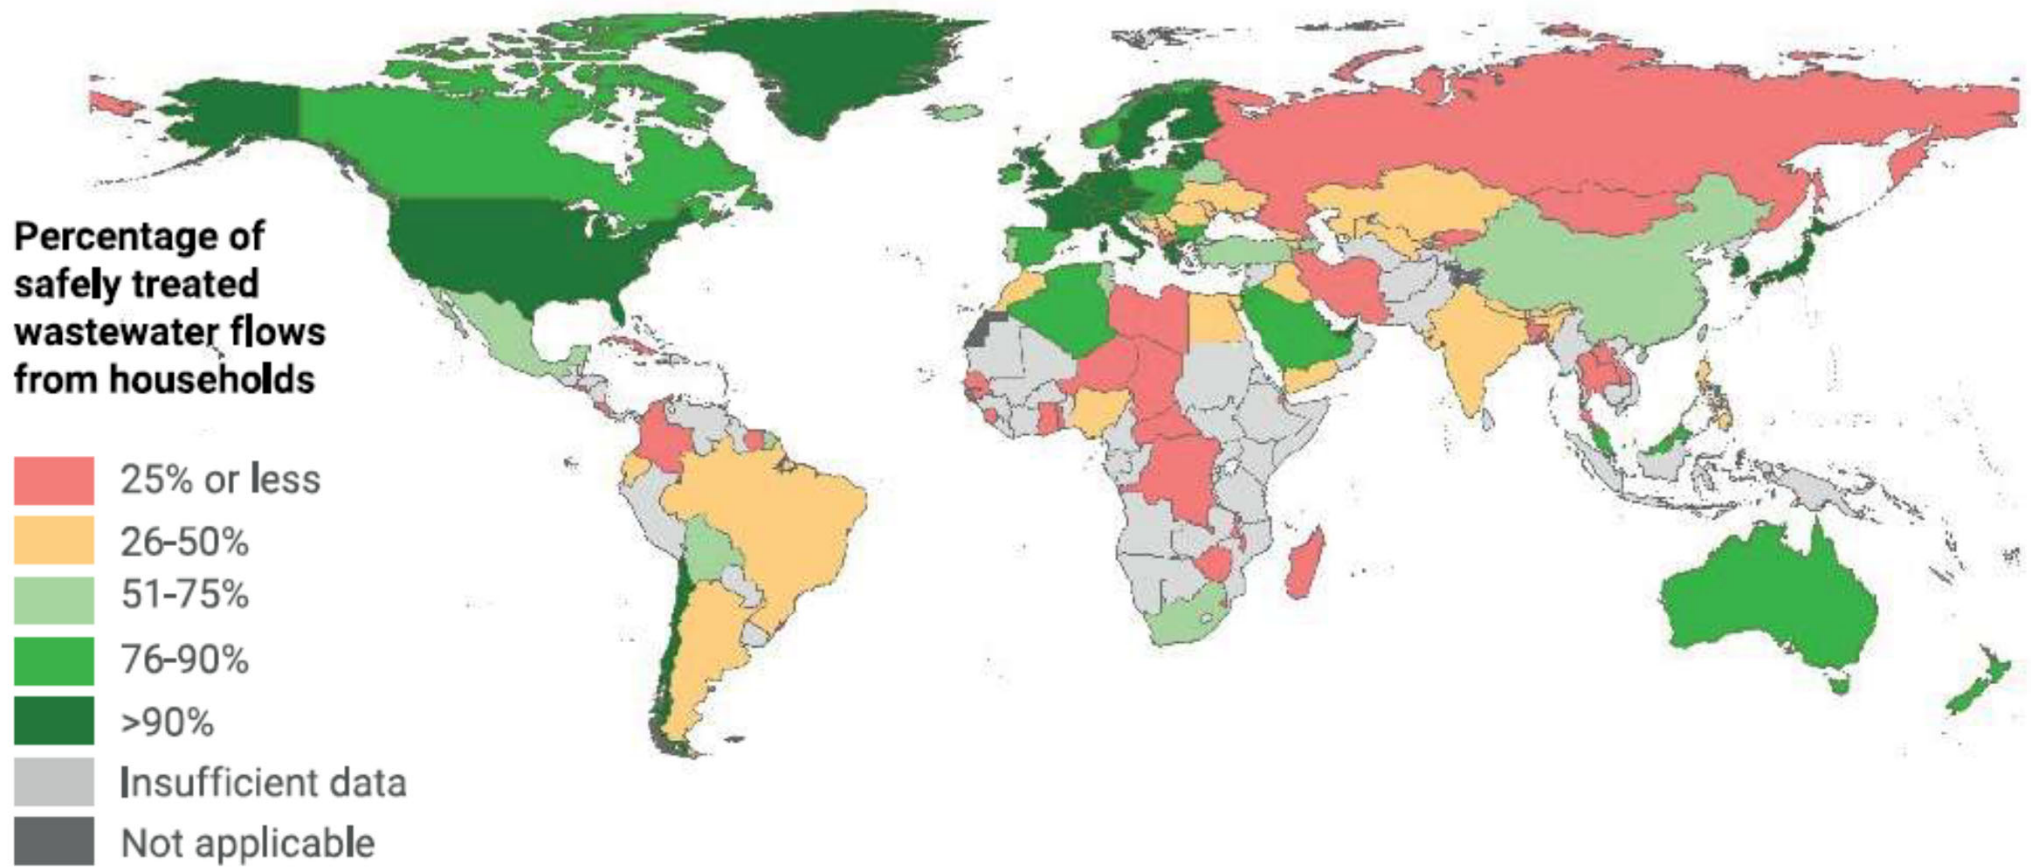 Percentage of
safely treated
wastewater flows
from households
25% or less
26-50%
51-75%
76-90%
>90%
Insufficient data
Not applicable